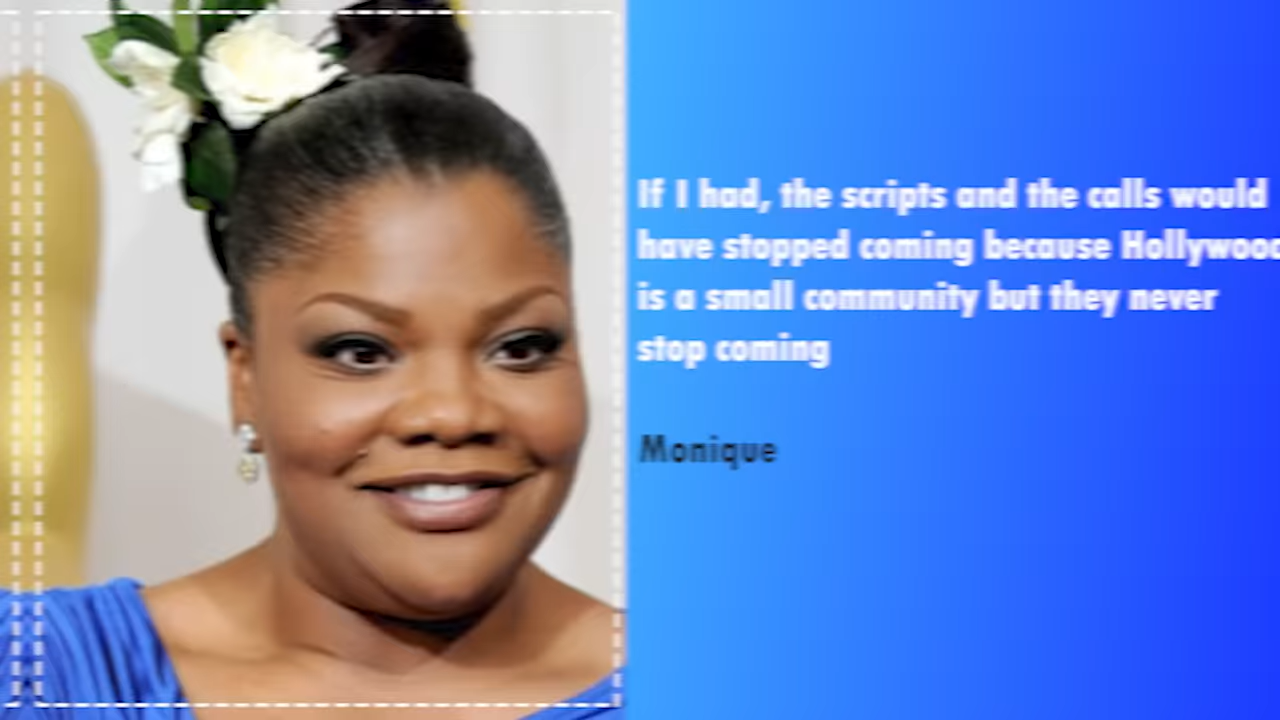 If I had, the scripts and the calls would
have stopped coming because Hollywood
is a small community but they never
stop coming
Monique